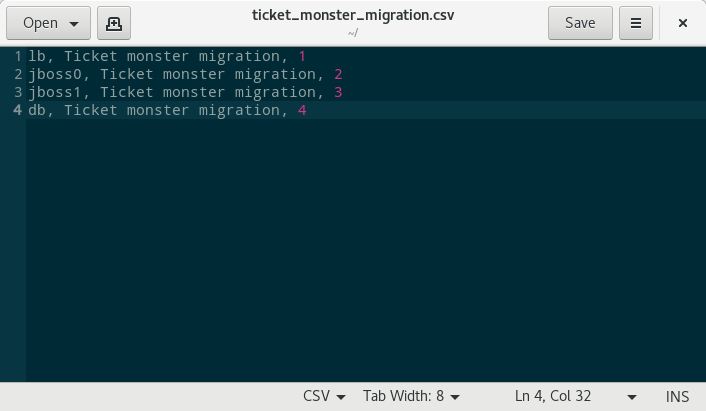 Open
ticket_monster_migration.csv
~/
Save
1 lb, Ticket monster migration, 1
2 jboss0, Ticket monster migration, 2
3 jboss1, Ticket monster migration, 3
4 db, Ticket monster migration, 4
CSV Tab Width: 8 Ln 4, Col 32 INS